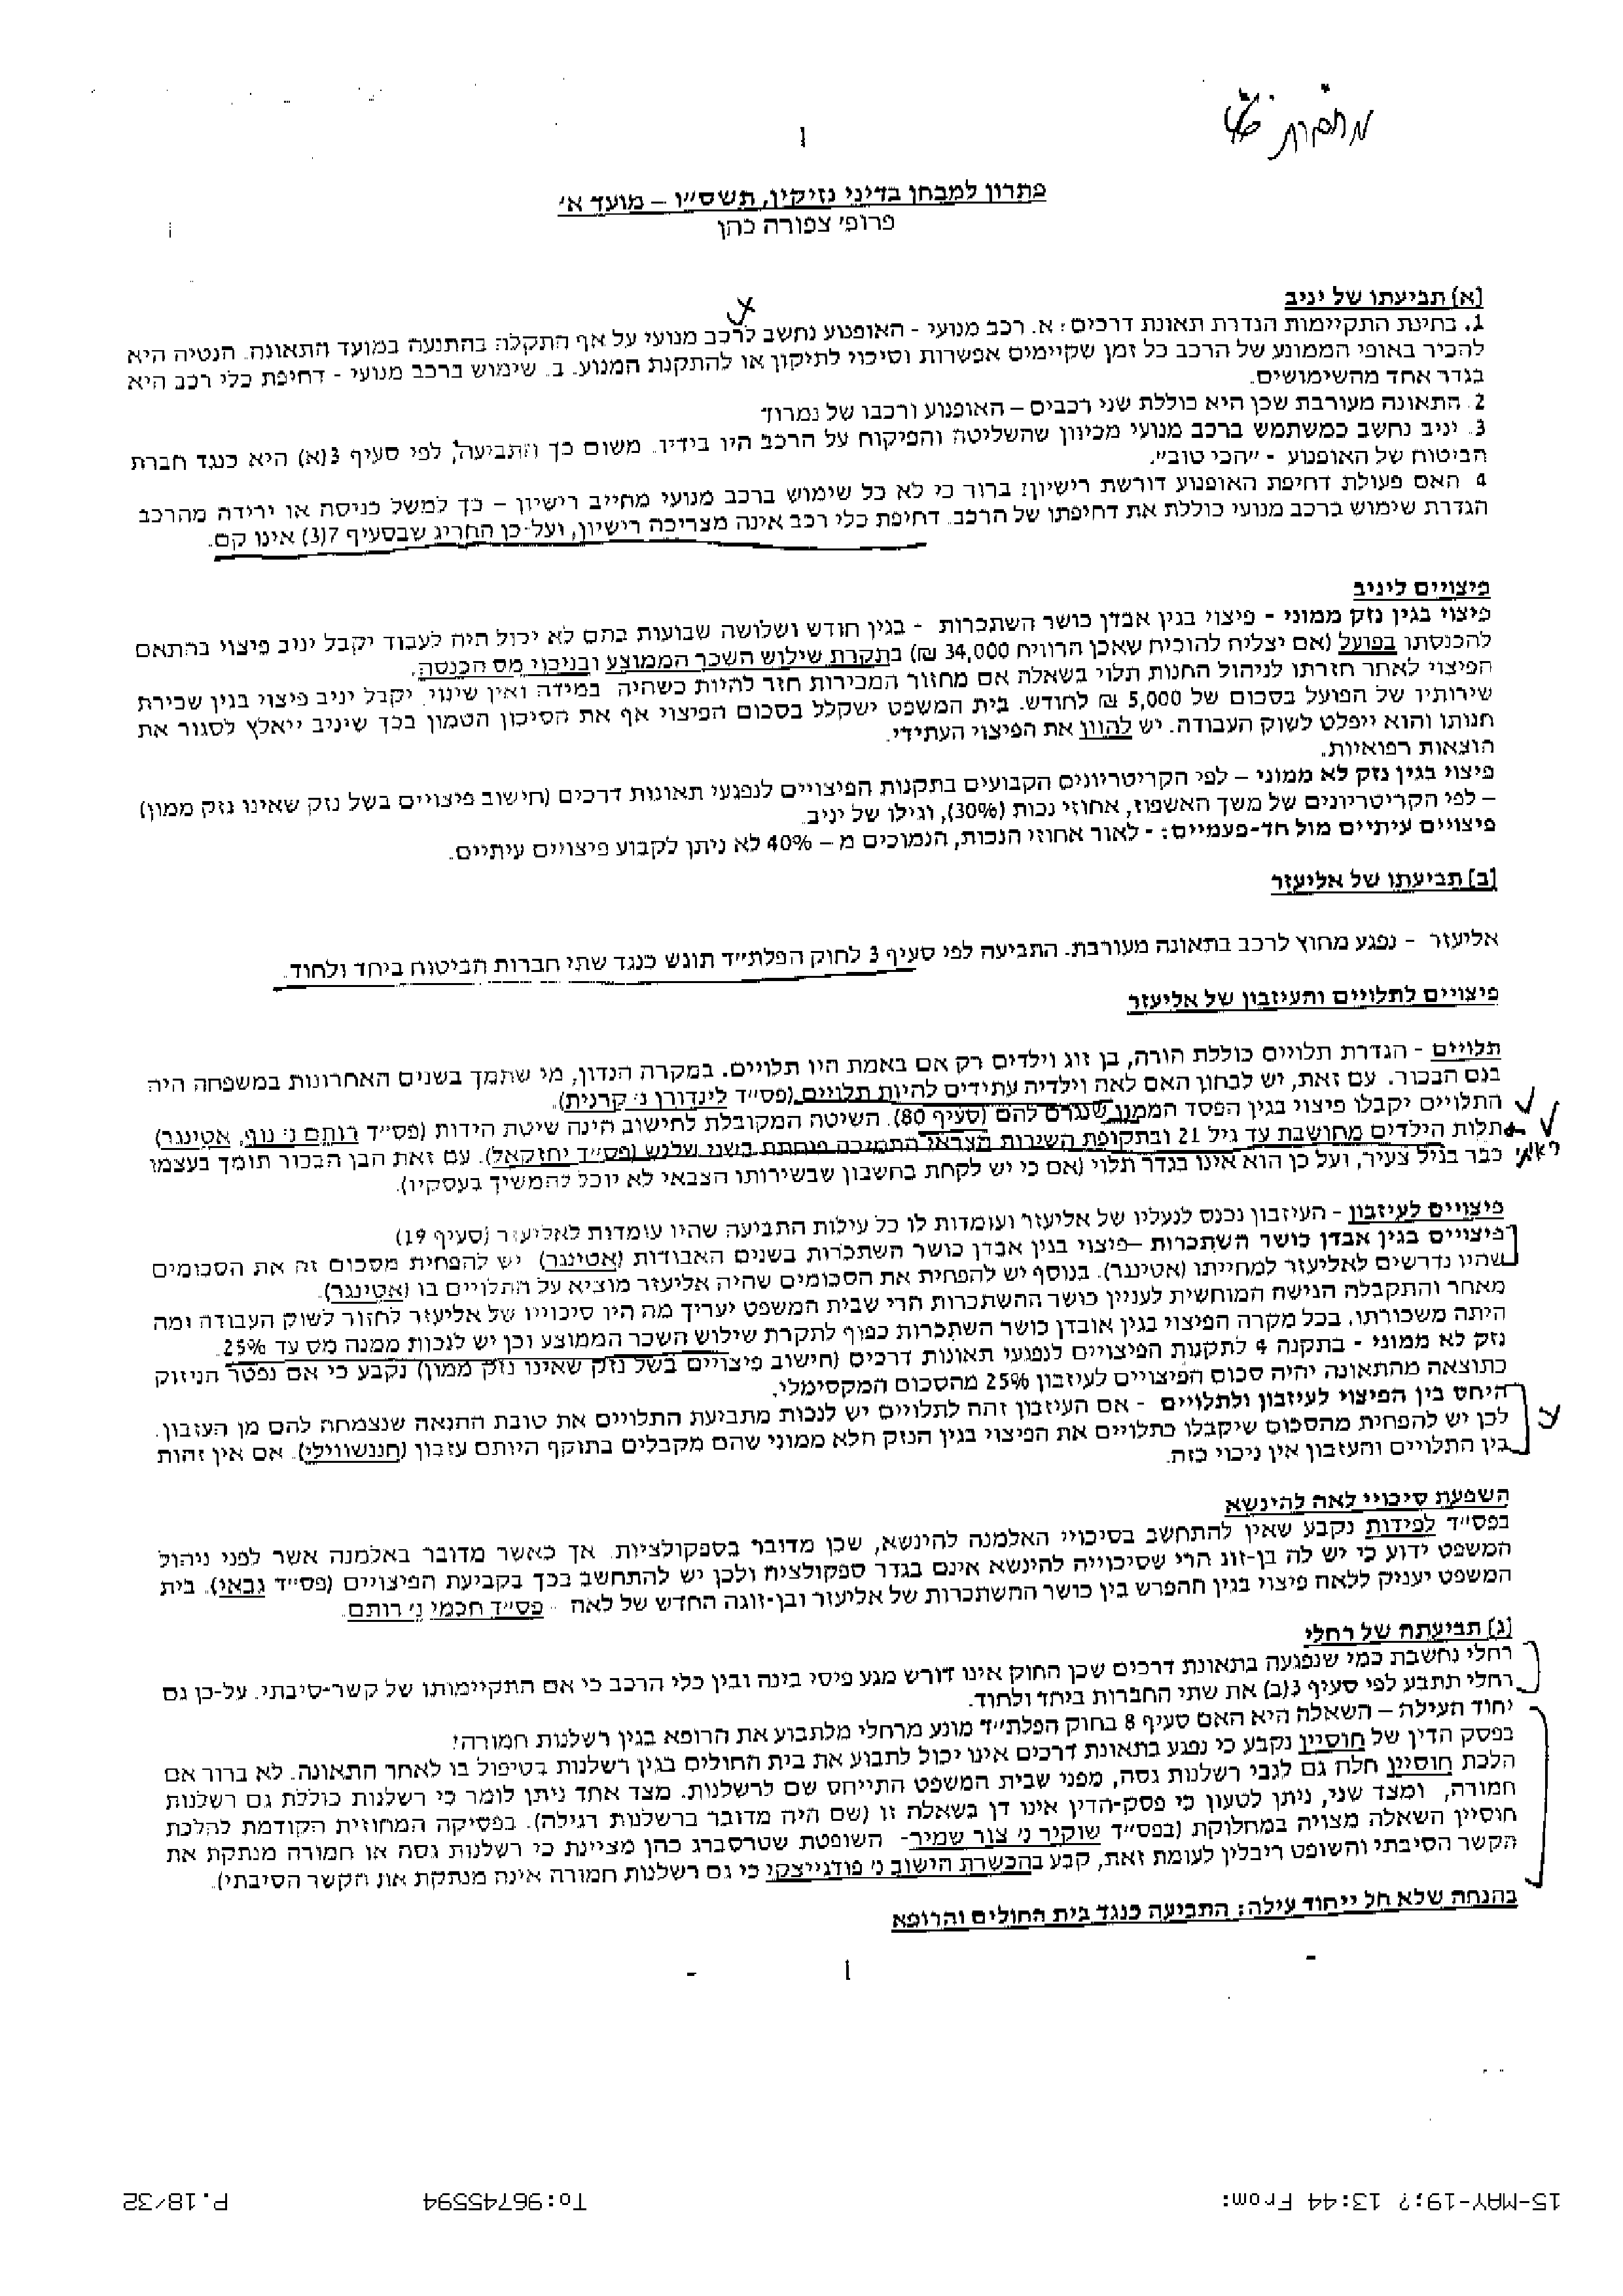 מחברת
1
פתרון למבחן בדיני נזיקין, תשס״ו – מועד א׳
פרופ׳ צפורה כהן
[א] תביעתו של יניב
1. בחינת התקיימות הגדרת תאונת דרכים: א. רכב מנועי - האופנוע נחשב לרכב מנועי על אף התקלה בהתנעה במועד התאונה. הנטיה היא
להכיר באופי הממונע של הרכב כל זמן שקיימים אפשרות וסיכוי לתיקון או להתקנת המנוע. ב. שימוש ברכב מנועי - דחיפת כלי רכב היא
בגדר אחד מהשימושים.
2. התאונה מעורבת שכן היא כוללת שני רכבים – האופנוע ורכבו של נמרוד
3. יניב נחשב כמשתמש ברכב מנועי מכיוון שהשליטה והפיקוח על הרכב היו בידיו. משום כך התביעה, לפי סעיף 3(א) היא כנגד חברת
הביטוח של האופנוע - ״הכי טוב״.
4 האם פעולת דחיפת האופנוע דורשת רישיון? ברור כי לא כל שימוש ברכב מנועי מחייב רישיון – כך למשל כניסה או ירידה מהרכב
הגדרת שימוש ברכב מנועי כוללת את דחיפתו של הרכב. דחיפת כלי רכב אינה מצריכה רישיון, ועל-כן החריג שבסעיף 7(3) אינו קם.
פיצויים ליניב
פיצוי בגין נזק ממוני - פיצוי בגין אבדן כושר השתכרות - בגין חודש ושלושה שבועות בהם לא יכול היה לעבוד יקבל יניב פיצוי בהתאם
להכנסתו בפועל (אם יצליח להוכיח שאכן הרוויח 34,000 ₪) בתקרת שילוש השכר הממוצע ובניכוי מס הכנסה.
הפיצוי לאחר חזרתו לניהול החנות תלוי בשאלה אם מחזור המכירות חזר להיות כשהיה במידה ואין שינוי. יקבל יניב פיצוי בגין שכירת
שירותיו של הפועל בסכום של 5,000 ₪ לחודש. בית המשפט ישקלל בסכום הפיצוי אף את הסיכון הטמון בכך שיניב ייאלץ לסגור את
חנותו והוא ייפלט לשוק העבודה. יש להוון את הפיצוי העתידי.
הוצאות רפואיות.
פיצוי בגין נזק לא ממוני – לפי הקריטריונים הקבועים בתקנות הפיצויים לנפגעי תאונות דרכים (חישוב פיצויים בשל נזק שאינו נזק ממון)
– לפי הקריטריונים של משך האשפוז, אחוזי נכות (30%), וגילו של יניב.
פיצויים עיתיים מול חד-פעמיים: - לאור אחוזי הנכות, הנמוכים מ – 40% לא ניתן לקבוע פיצויים עיתיים.
[ב] תביעתו של אליעזר
אליעזר - נפגע מחוץ לרכב בתאונה מעורבת. התביעה לפי סעיף 3 לחוק הפלת״ד תוגש כנגד שתי חברות הביטוח ביחד ולחוד.
פיצויים לתלויים והעיזבון של אליעזר
תלויים - הגדרת תלויים כוללת הורה, בן זוג וילדים רק אם באמת היו תלויים. במקרה הנדון, מי שתמך בשנים האחרונות במשפחה היה
בנם הבכור. עם זאת, יש לבחון האם לאה וילדיה עתידים להיות תלויים (פס״ד לינדורן נ׳ קרנית).
התלויים יקבלו פיצוי בגין הפסד הממון שנגרם להם (סעיף 80). השיטה המקובלת לחישוב הינה שיטת הידות (פס״ד רותם נ׳ נוף, אטינגר)
תלות הילדים מחושבת עד גיל 21 ובתקופת השירות הצבאי התמיכה פוחתת בשני שליש (פס״ד יחזקאל). עם זאת הבן הבכור תומך בעצמו
כבר בגיל צעיר, ועל כן הוא אינו בגדר תלוי (אם כי יש לקחת בחשבון שבשירותו הצבאי לא יוכל להמשיך בעסקיו).
פיצויים לעיזבון - העיזבון נכנס לנעליו של אליעזר ועומדות לו כל עילות התביעה שהיו עומדות לאליעזר (סעיף 19)
פיצויים בגין אבדן כושר השתכרות –פיצוי בגין אבדן כושר השתכרות בשנים האבודות (אטינגר) יש להפחית מסכום זה את הסכומים
שהיו נדרשים לאליעזר למחייתו (אטינגר). בנוסף יש להפחית את הסכומים שהיה אליעזר מוציא על התלויים בו (אטינגר).
מאחר והתקבלה הגישה המוחשית לעניין כושר ההשתכרות הרי שבית המשפט יעריך מה היו סיכוייו של אליעזר לחזור לשוק העבודה ומה
היתה משכורתו. בכל מקרה הפיצוי בגין אובדן כושר השתכרות כפוף לתקרת שילוש השכר הממוצע וכן יש לנכות ממנה מס עד 25%.
נזק לא ממוני - בתקנה 4 לתקנות הפיצויים לנפגעי תאונות דרכים (חישוב פיצויים בשל נזק שאינו נזק ממון) נקבע כי אם נפטר הניזוק
כתוצאה מהתאונה יהיה סכום הפיצויים לעיזבון 25% מהסכום המקסימלי.
היחס בין הפיצוי לעיזבון ולתלויים - אם העיזבון זהה לתלויים יש לנכות מתביעת התלויים את טובת ההנאה שנצמחה להם מן העזבון.
לכן יש להפחית מהסכום שיקבלו כתלויים את הפיצוי בגין הנזק הלא ממוני שהם מקבלים בתוקף היותם עזבון (חננשווילי). אם אין זהות
בין התלויים והעזבון אין ניכוי כזה.
השפעת סיכויי לאה להינשא
בפס״ד לפידות נקבע שאין להתחשב בסיכויי האלמנה להינשא, שכן מדובר בספקולציות. אך כאשר מדובר באלמנה אשר לפני ניהול
המשפט ידוע כי יש לה בן-זוג הרי שסיכוייה להינשא אינם בגדר ספקולציה ולכן יש להתחשב בכך בקביעת הפיצויים (פס״ד גבאי). בית
המשפט יעניק ללאה פיצוי בגין ההפרש בין כושר ההשתכרות של אליעזר ובן-זוגה החדש של לאה - פס״ד חכמי נ׳ רותם.
[ג] תביעתה של רחלי
רחלי נחשבת כמי שנפגעה בתאונת דרכים שכן החוק אינו דורש מגע פיסי בינה ובין כלי הרכב כי אם התקיימותו של קשר-סיבתי. על-כן גם
רחלי תתבע לפי סעיף 3(ב) את שתי החברות ביחד ולחוד.
יחוד העילה – השאלה היא האם סעיף 8 בחוק הפלת״ד מונע מרחלי מלתבוע את הרופא בגין רשלנות חמורה?
בפסק הדין של חוסיין נקבע כי נפגע בתאונת דרכים אינו יכול לתבוע את בית החולים בגין רשלנות בטיפול בו לאחר התאונה. לא ברור אם
הלכת חוסיין חלה גם לגבי רשלנות גסה, מפני שבית המשפט התייחס שם לרשלנות. מצד אחד ניתן לומר כי רשלנות כוללת גם רשלנות
חמורה, ומצד שני, ניתן לטעון כי פסק-הדין אינו דן בשאלה זו (שם היה מדובר ברשלנות רגילה). בפסיקה המחוזית הקודמת להלכת
חוסיין השאלה מצויה במחלוקת (בפס״ד שוקיר נ׳ צור שמיר- השופטת שטרסברג כהן מציינת כי רשלנות גסה או חמורה מנתקת את
הקשר הסיבתי והשופט ריבלין לעומת זאת, קבע בהכשרת הישוב נ׳ פודגייצקי כי גם רשלנות חמורה אינה מנתקת את הקשר הסיבתי).
בהנחה שלא חל ייחוד עילה: התביעה כנגד בית החולים והרופא
1
15-MAY-19;? 13:44 From: To:96745594 P.18/32